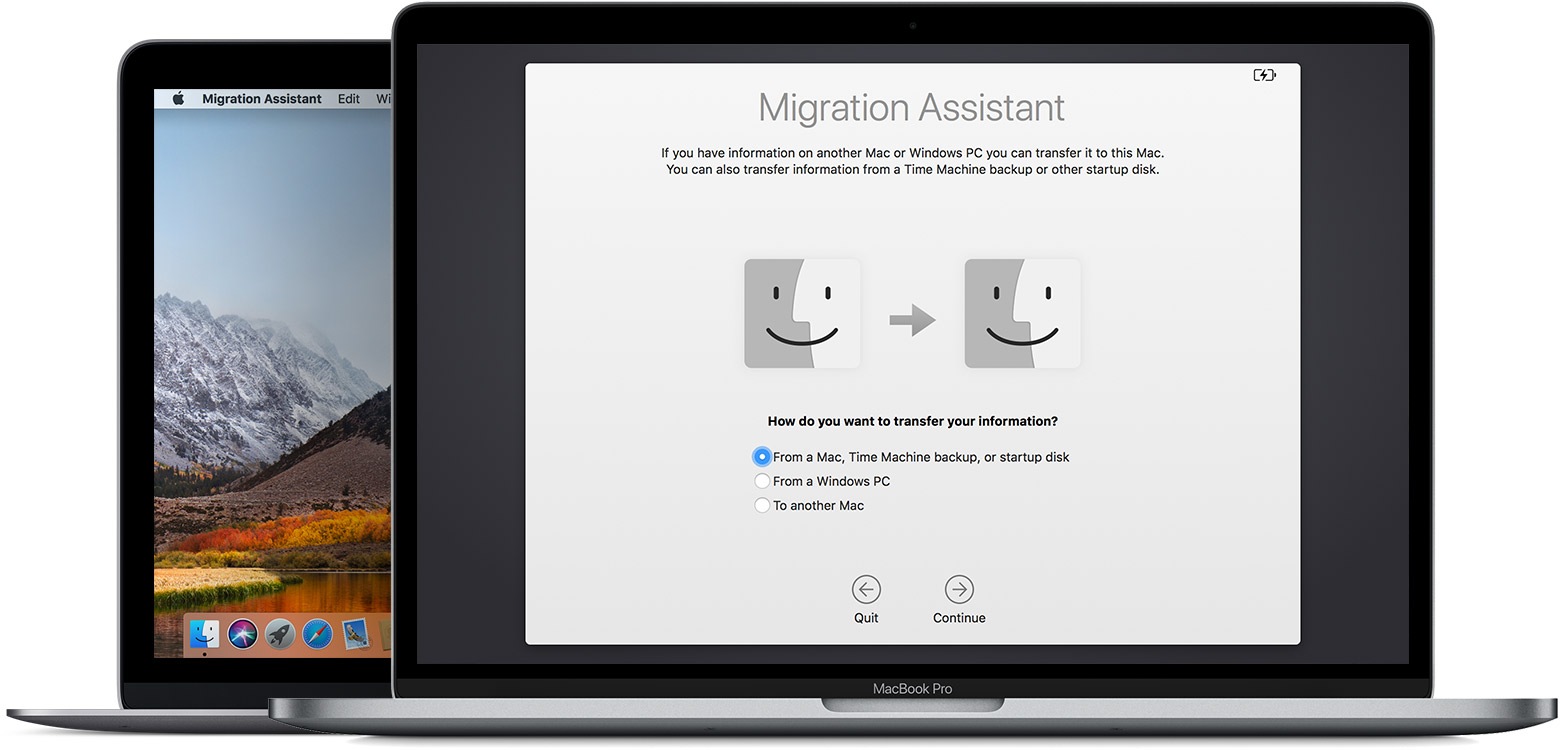 Migration Assistant Edit Wi
Migration Assistant
If you have information on another Mac or Windows PC you can transfer it to this Mac.
You can also transfer information from a Time Machine backup or other startup disk.
How do you want to transfer your information?
From a Mac, Time Machine backup, or startup disk
From a Windows PC
To another Mac
Quit Continue
MacBook Pro